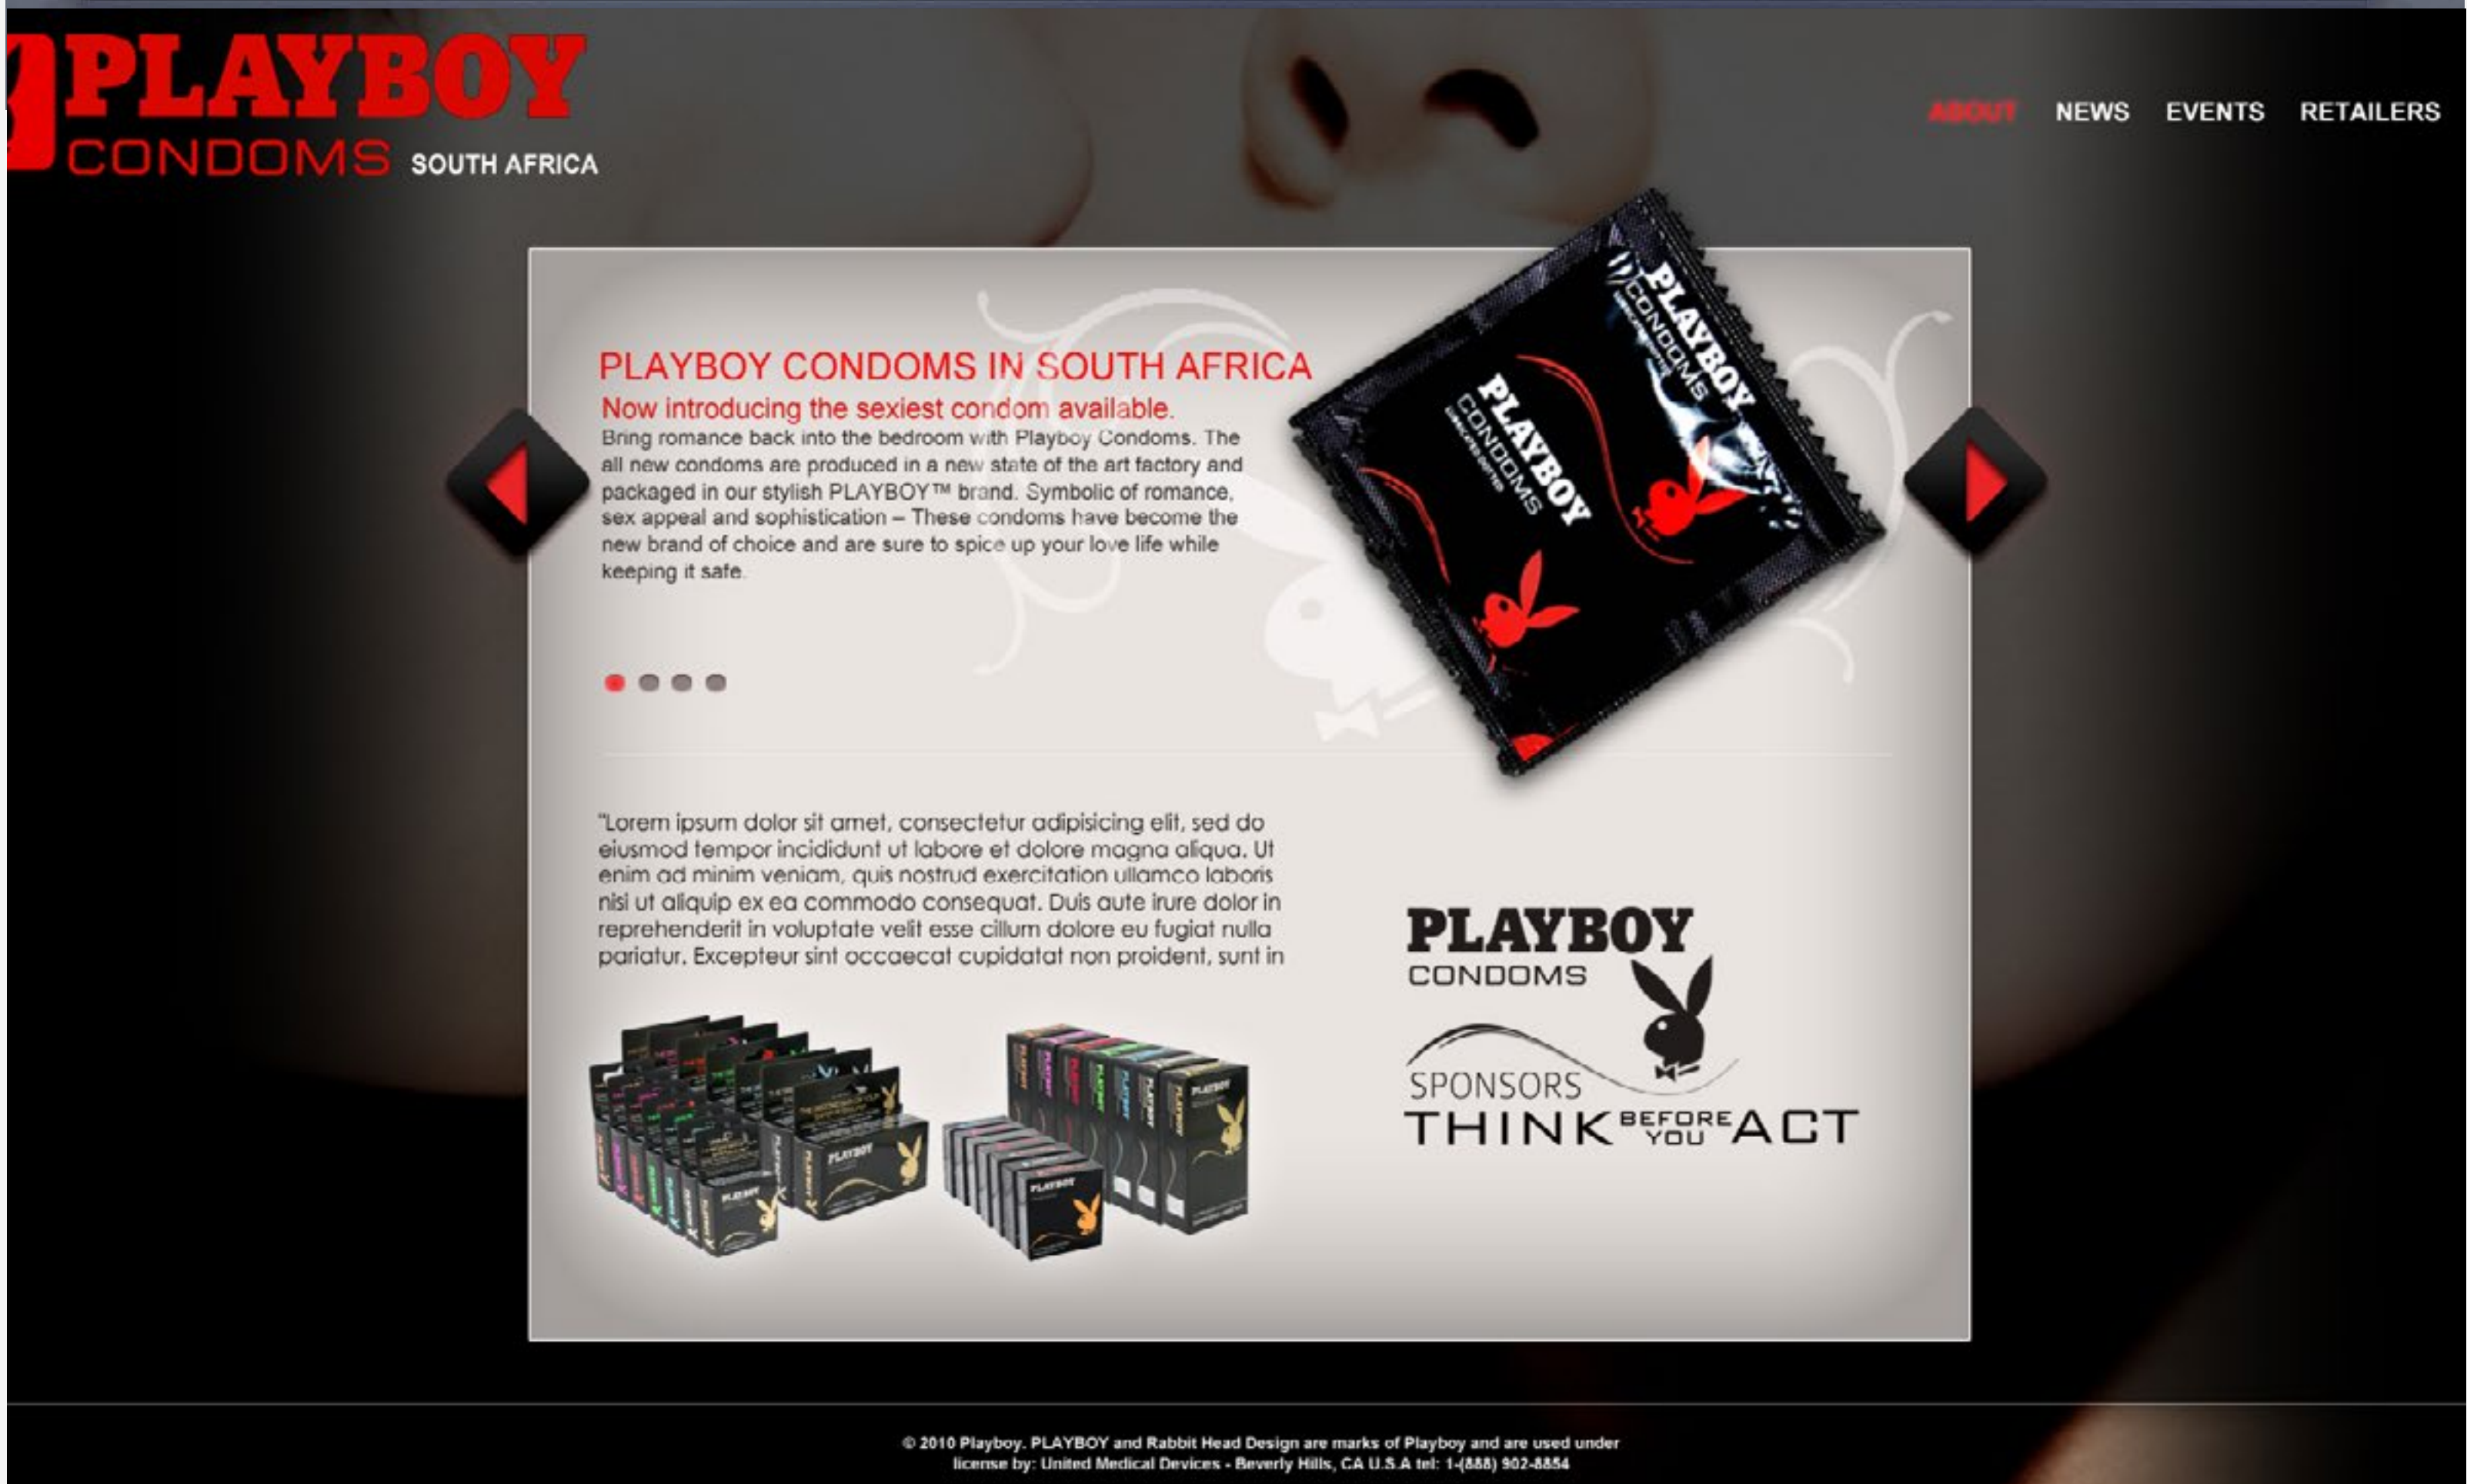 PLAYBOY
CONDOMS SOUTH AFRICA
ABOUT NEWS EVENTS RETAILERS
PLAYBOY CONDOMS IN SOUTH AFRICA
Now introducing the sexiest condom available.
Bring romance back into the bedroom with Playboy Condoms. The
all new condoms are produced in a new state of the art factory and
packaged in our stylish PLAYBOY™ brand. Symbolic of romance,
sex appeal and sophistication – These condoms have become the
new brand of choice and are sure to spice up your love life while
keeping it safe.
PLAYBOY
CONDOMS
PLAYBOY
CONDOMS
LUBRICATED DOTTED
"Lorem ipsum dolor sit amet, consectetur adipisicing elit, sed do
eiusmod tempor incididunt ut labore et dolore magna aliqua. Ut
enim ad minim veniam, quis nostrud exercitation ullamco laboris
nisi ut aliquip ex ea commodo consequat. Duis aute irure dolor in
reprehenderit in voluptate velit esse cillum dolore eu fugiat nulla
pariatur. Excepteur sint occaecat cupidatat non proident, sunt in
PLAYBOY
CONDOMS
SPONSORS
THINK BEFORE YOU ACT
PLAYBOY
PLAYBOY
PLAYBOY
PLAYBOY
© 2010 Playboy. PLAYBOY and Rabbit Head Design are marks of Playboy and are used under
license by: United Medical Devices - Beverly Hills, CA U.S.A tel: 1-(888) 902-8854